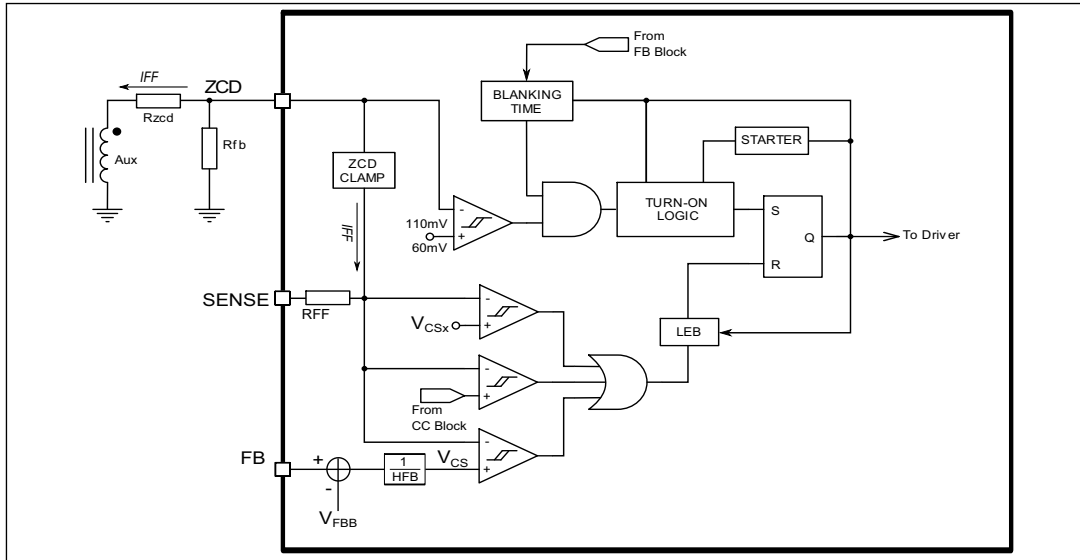 From
FB Block
IFF
ZCD
Rzcd
Rfb
Aux
BLANKING
TIME
STARTER
ZCD
CLAMP
TURN-ON
LOGIC
110mV
60mV
-
+
S
Q
R
To Driver
IFF
SENSE
RFF
-
VCSx
+
LEB
-
+
From
CC Block
FB
+
-
VFBB
1
HFB
VCS
-
+